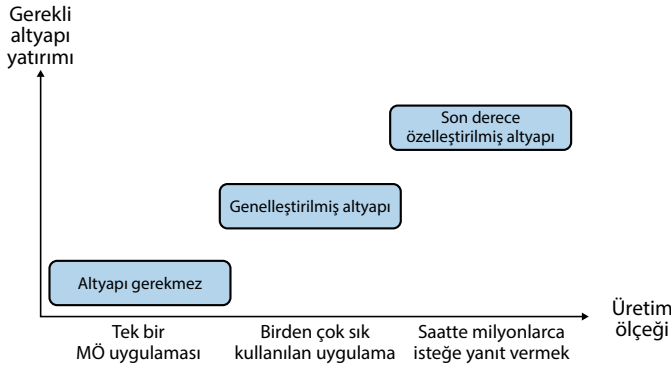 Gerekli
altyapı
yatırımı
Son derece
özelleştirilmiş altyapı
Genelleştirilmiş altyapı
Altyapı gerekmez
Tek bir
MÖ uygulaması
Birden çok sık
kullanılan uygulama
Saatte milyonlarca
isteğe yanıt vermek
Üretim
ölçeği